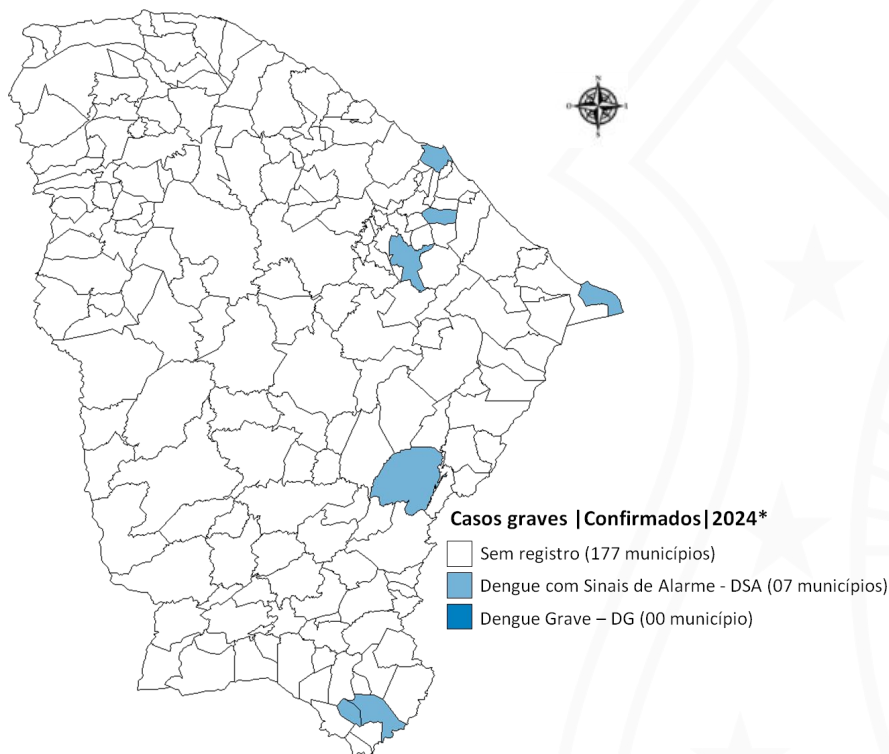 N
O
L
S
Casos graves |Confirmados|2024*
Sem registro (177 municípios)
Dengue com Sinais de Alarme - DSA (07 municípios)
Dengue Grave – DG (00 município)